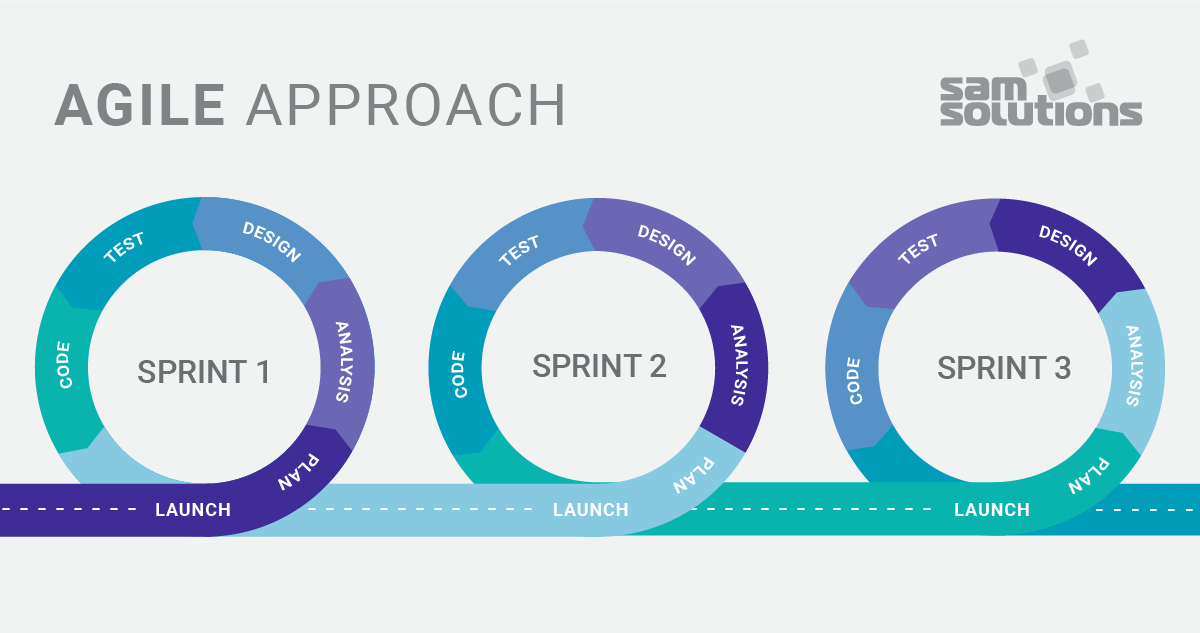 AGILE APPROACH
sam
solutions
TEST
DESIGN
CODE
SPRINT 1
ANALYSIS
PLAN
LAUNCH
TEST
DESIGN
CODE
SPRINT 2
ANALYSIS
PLAN
LAUNCH
TEST
DESIGN
CODE
SPRINT 3
ANALYSIS
PLAN
LAUNCH